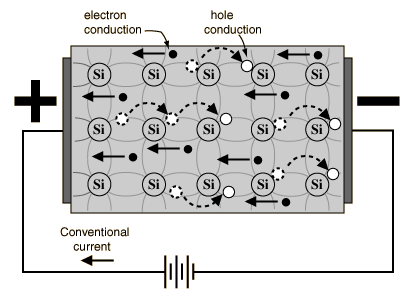 electron
conduction
hole
conduction
+ −
Si Si Si Si Si
Si Si Si Si Si
Si Si Si Si Si
Conventional
current